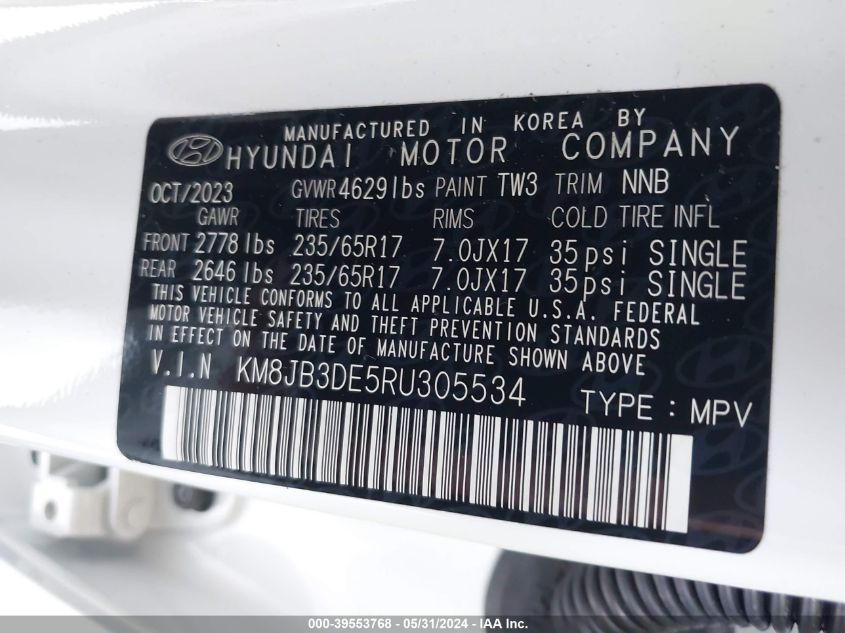 MANUFACTURED IN KOREA BY
HYUNDAI MOTOR COMPANY
OCT/2023 GVWR 4629 lbs PAINT TW3 TRIM NNB
GAWR TIRES RIMS COLD TIRE INFL
FRONT 2778 lbs 235/65R17 7.0JX17 35psi SINGLE
REAR 2646 lbs 235/65R17 7.0JX17 35psi SINGLE
THIS VEHICLE CONFORMS TO ALL APPLICABLE U.S.A. FEDERAL
MOTOR VEHICLE SAFETY AND THEFT PREVENTION STANDARDS
IN EFFECT ON THE DATE OF MANUFACTURE SHOWN ABOVE
V.I.N KM8JB3DE5RU305534
TYPE : MPV
000-39553768 - 05/31/2024 - IAA Inc.